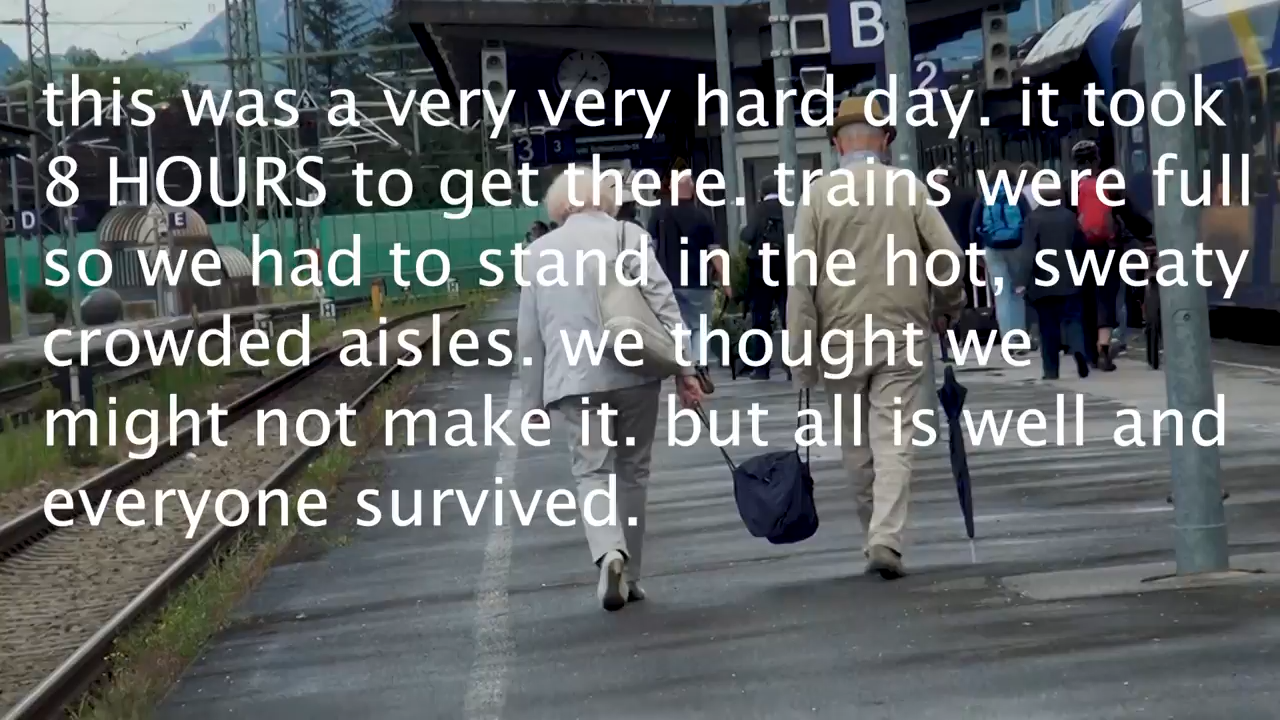 B
2
this was a very very hard day. it took
3 3
8 HOURS to get there. trains were full
D
E
so we had to stand in the hot, sweaty
crowded aisles. we thought we
might not make it. but all is well and
everyone survived.